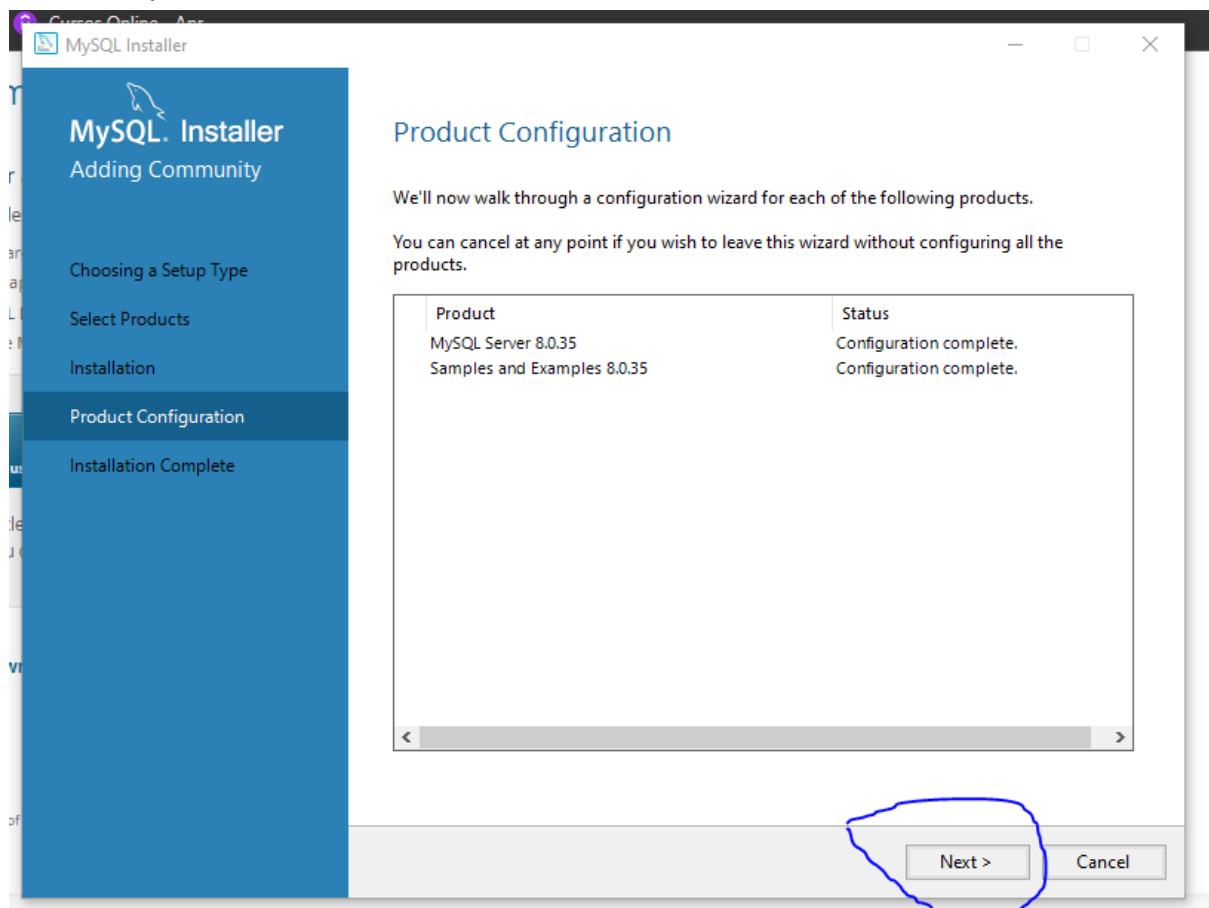 Cursos Online - Apr
MySQL Installer
MySQL. Installer
Adding Community
Choosing a Setup Type
Select Products
Installation
Product Configuration
Installation Complete
Product Configuration
We'll now walk through a configuration wizard for each of the following products.
You can cancel at any point if you wish to leave this wizard without configuring all the
products.
Product Status
MySQL Server 8.0.35 Configuration complete.
Samples and Examples 8.0.35 Configuration complete.
Next >
Cancel